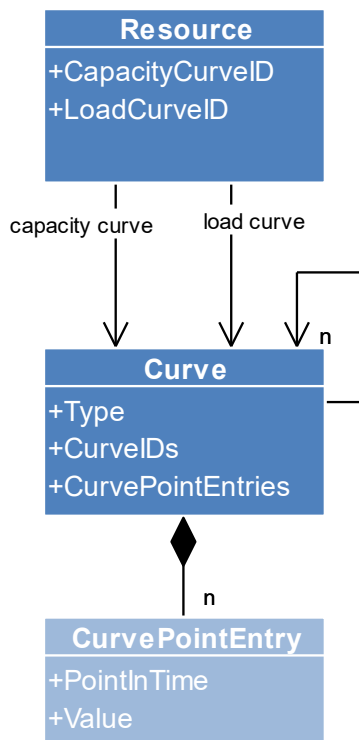 Resource
+CapacityCurveID
+LoadCurveID
capacity curve
load curve
n
Curve
+Type
+CurveIDs
+CurvePointEntries
n
CurvePointEntry
+PointInTime
+Value